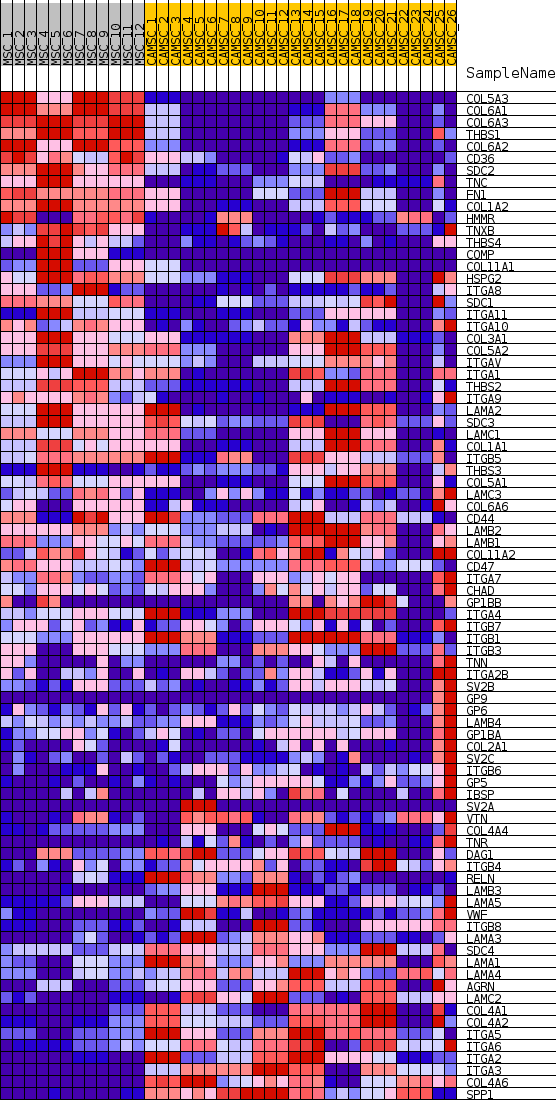 MSC_1
MSC_2
MSC_3
MSC_4
MSC_5
MSC_6
MSC_7
MSC_8
MSC_9
MSC_10
MSC_11
MSC_12
CAMSC_1
CAMSC_2
CAMSC_3
CAMSC_4
CAMSC_5
CAMSC_6
CAMSC_7
CAMSC_8
CAMSC_9
CAMSC_10
CAMSC_11
CAMSC_12
CAMSC_13
CAMSC_14
CAMSC_15
CAMSC_16
CAMSC_17
CAMSC_18
CAMSC_19
CAMSC_20
CAMSC_21
CAMSC_22
CAMSC_23
CAMSC_24
CAMSC_25
CAMSC_26
SampleName
COL5A3
COL6A1
COL6A3
THBS1
COL6A2
CD36
SDC2
TNC
FN1
COL1A2
HMMR
TNXB
THBS4
COMP
COL11A1
HSPG2
ITGA8
SDC1
ITGA11
ITGA10
COL3A1
COL5A2
ITGAV
ITGA1
THBS2
ITGA9
LAMA2
SDC3
LAMC1
COL1A1
ITGB5
THBS3
COL5A1
LAMC3
COL6A6
CD44
LAMB2
LAMB1
COL11A2
CD47
ITGA7
CHAD
GP1BB
ITGA4
ITGB7
ITGB1
ITGB3
TNN
ITGA2B
SV2B
GP9
GP6
LAMB4
GP1BA
COL2A1
SV2C
ITGB6
GP5
IBSP
SV2A
VTN
COL4A4
TNR
DAG1
ITGB4
RELN
LAMB3
LAMA5
VWF
ITGB8
LAMA3
SDC4
LAMA1
LAMA4
AGRN
LAMC2
COL4A1
COL4A2
ITGA5
ITGA6
ITGA2
ITGA3
COL4A6
SPP1